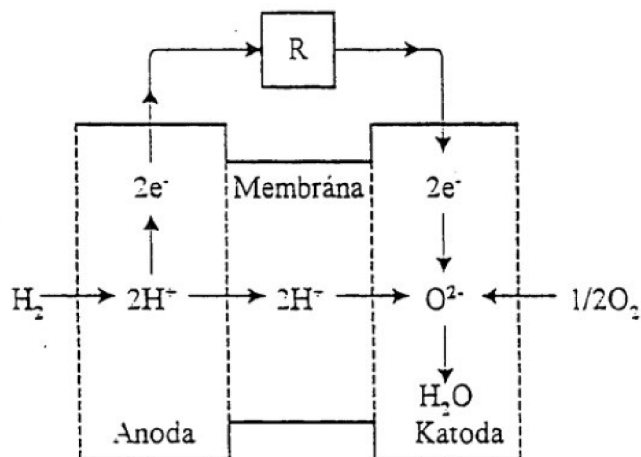 R
2e⁻ Membrána 2e⁻
H₂ 2H⁺ 2H⁺ O²⁻ 1/2O₂
H₂O
Anoda Katoda